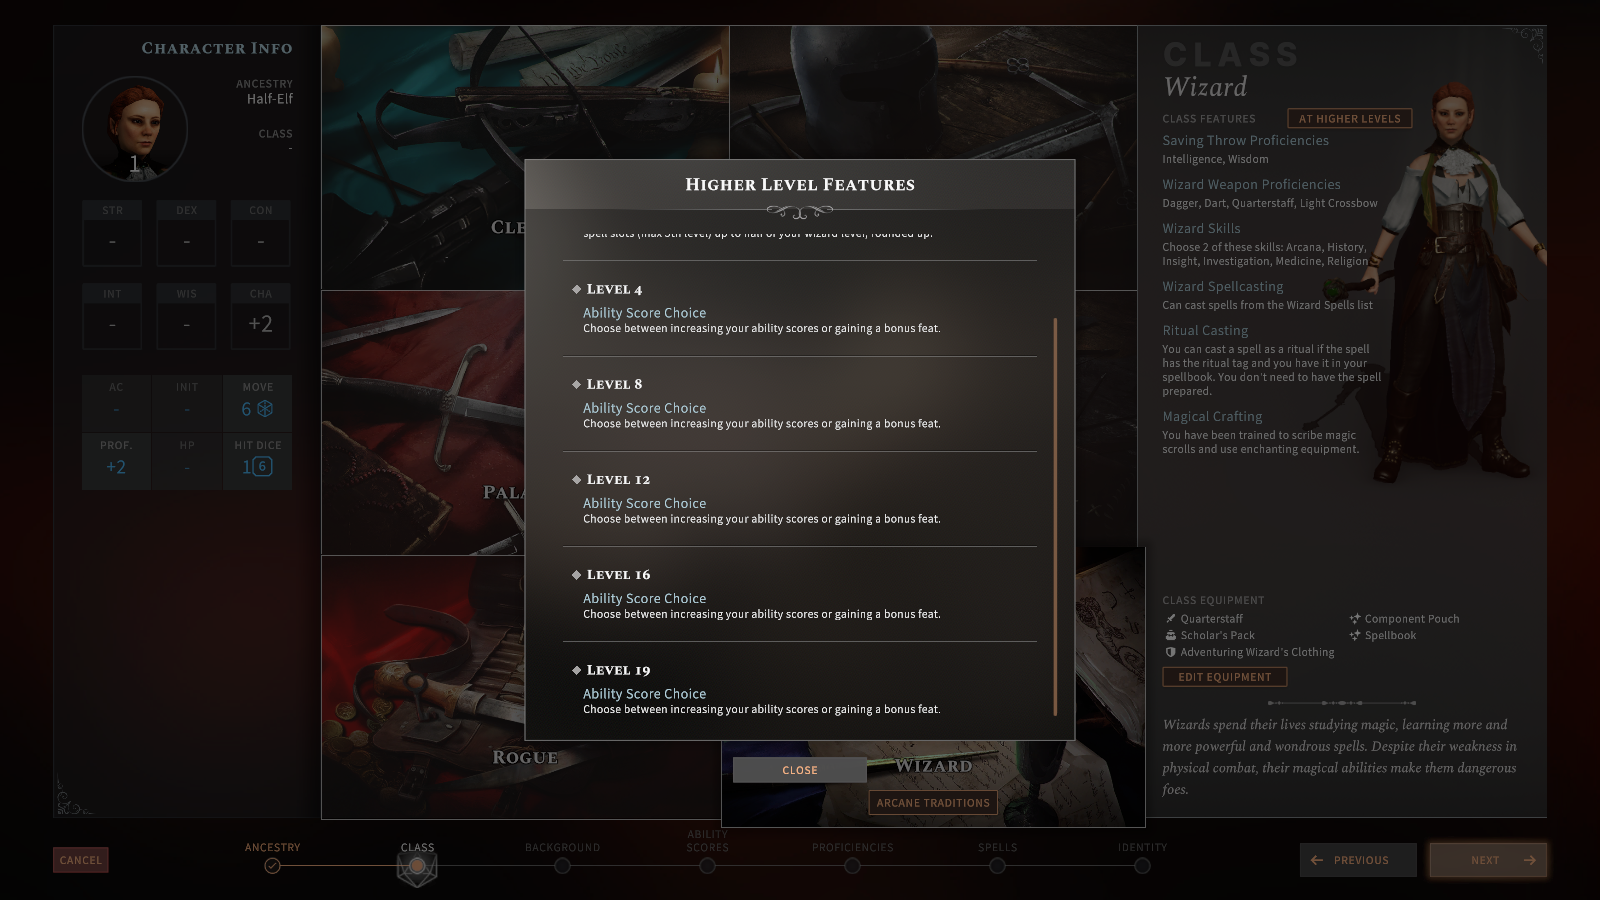 CHARACTER INFO
ANCESTRY
Half-Elf
CLASS
-
1
STR
DEX
CON
-
-
-
INT
WIS
CHA
-
-
+2
AC
INIT
MOVE
-
-
6
PROF.
HP
HIT DICE
+2
-
1 6
CLE
PALA
ROGUE
WIZARD
ARCANE TRADITIONS
HIGHER LEVEL FEATURES
spell slots (max 5th level) up to half of your wizard level, rounded up.
LEVEL 4
Ability Score Choice
Choose between increasing your ability scores or gaining a bonus feat.
LEVEL 8
Ability Score Choice
Choose between increasing your ability scores or gaining a bonus feat.
LEVEL 12
Ability Score Choice
Choose between increasing your ability scores or gaining a bonus feat.
LEVEL 16
Ability Score Choice
Choose between increasing your ability scores or gaining a bonus feat.
LEVEL 19
Ability Score Choice
Choose between increasing your ability scores or gaining a bonus feat.
CLOSE
CLASS
Wizard
CLASS FEATURES
AT HIGHER LEVELS
Saving Throw Proficiencies
Intelligence, Wisdom
Wizard Weapon Proficiencies
Dagger, Dart, Quarterstaff, Light Crossbow
Wizard Skills
Choose 2 of these skills: Arcana, History,
Insight, Investigation, Medicine, Religion
Wizard Spellcasting
Can cast spells from the Wizard Spells list
Ritual Casting
You can cast a spell as a ritual if the spell
has the ritual tag and you have it in your
spellbook. You don't need to have the spell
prepared.
Magical Crafting
You have been trained to scribe magic
scrolls and use enchanting equipment.
CLASS EQUIPMENT
Quarterstaff
Component Pouch
Scholar's Pack
Spellbook
Adventuring Wizard's Clothing
EDIT EQUIPMENT
Wizards spend their lives studying magic, learning more and
more powerful and wondrous spells. Despite their weakness in
physical combat, their magical abilities make them dangerous
foes.
CANCEL
ANCESTRY
CLASS
BACKGROUND
ABILITY
SCORES
PROFICIENCIES
SPELLS
IDENTITY
PREVIOUS
NEXT